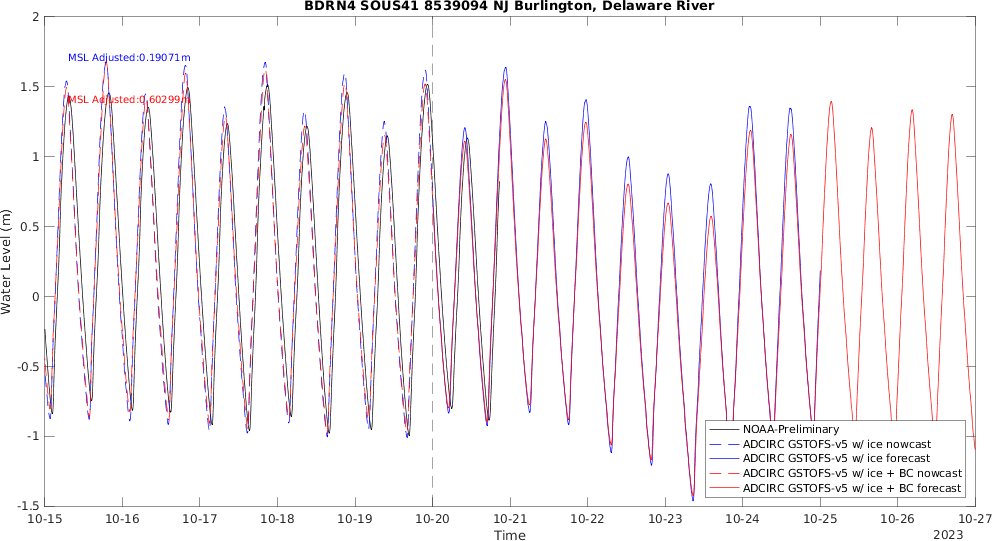 BDRN4 SOUS41 8539094 NJ Burlington, Delaware River
MSL Adjusted:0.19071m
MSL Adjusted:0.60299m
Water Level (m)
2
1.5
1
0.5
0
-0.5
-1
-1.5
NOAA-Preliminary
ADCIRC GSTOFS-v5 w/ ice nowcast
ADCIRC GSTOFS-v5 w/ ice forecast
ADCIRC GSTOFS-v5 w/ ice + BC nowcast
ADCIRC GSTOFS-v5 w/ ice + BC forecast
10-15 10-16 10-17 10-18 10-19 10-20 10-21 10-22 10-23 10-24 10-25 10-26 10-27
Time
2023